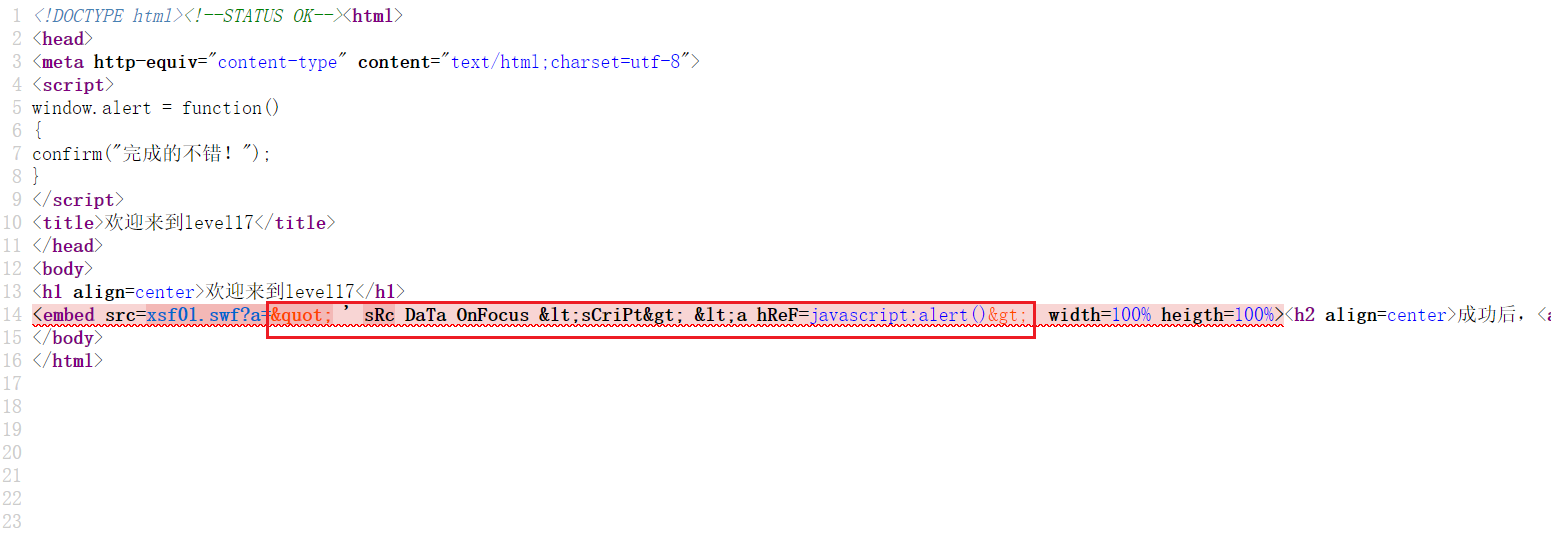 1 <!DOCTYPE html><!--STATUS OK--><html>
2 <head>
3 <meta http-equiv="content-type" content="text/html;charset=utf-8">
4 <script>
5 window.alert = function()
6 {
7 confirm("完成的不错！");
8 }
9 </script>
10 <title>欢迎来到level17</title>
11 </head>
12 <body>
13 <h1 align=center>欢迎来到level17</h1>
14 <embed src=xsf01.swf?a=&quot; ' sRc DaTa OnFocus &lt;sCriPt&gt; &lt;a hReF=javascript:alert()&gt;  width=100% heigth=100%><h2 align=center>成功后，<a
15 </body>
16 </html>
17
18
19
20
21
22
23